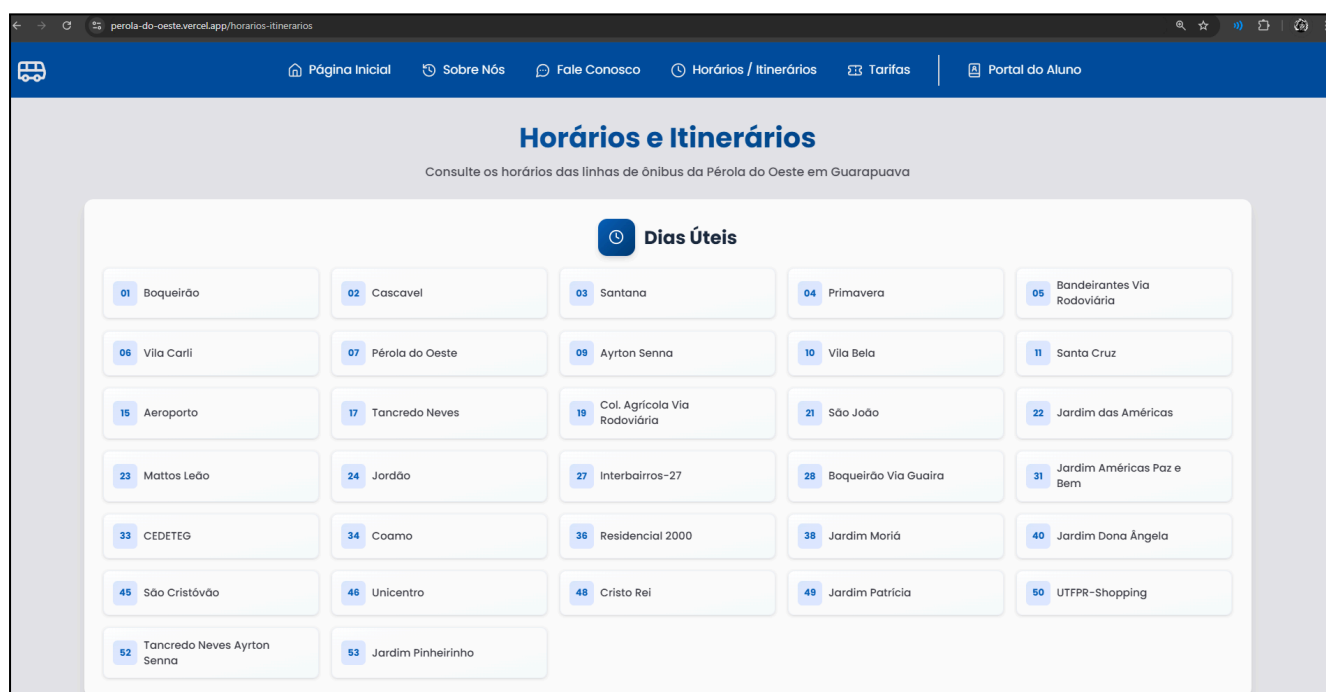 perola-do-oeste.vercel.app/horarios-itinerarios
Página Inicial
Sobre Nós
Fale Conosco
Horários / Itinerários
Tarifas
Portal do Aluno
Horários e Itinerários
Consulte os horários das linhas de ônibus da Pérola do Oeste em Guarapuava
Dias Úteis
01 Boqueirão
02 Cascavel
03 Santana
04 Primavera
05 Bandeirantes Via
Rodoviária
06 Vila Carli
07 Pérola do Oeste
09 Ayrton Senna
10 Vila Bela
11 Santa Cruz
15 Aeroporto
17 Tancredo Neves
19 Col. Agrícola Via
Rodoviária
21 São João
22 Jardim das Américas
23 Mattos Leão
24 Jordão
27 Interbairros-27
28 Boqueirão Via Guaira
31 Jardim Américas Paz e
Bem
33 CEDETEG
34 Coamo
36 Residencial 2000
38 Jardim Moriá
40 Jardim Dona Ângela
45 São Cristóvão
46 Unicentro
48 Cristo Rei
49 Jardim Patrícia
50 UTFPR-Shopping
52 Tancredo Neves Ayrton
Senna
53 Jardim Pinheirinho